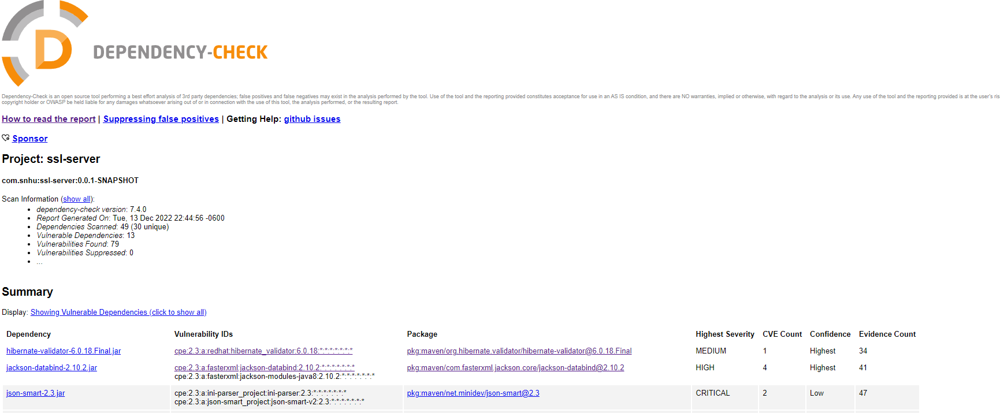 DEPENDENCY-CHECK
Dependency-Check is an open source tool performing a best effort analysis of 3rd party dependencies; false positives and false negatives may exist in the analysis performed by the tool. Use of the tool and the reporting provided constitutes acceptance for use in an AS IS condition, and there are NO warranties, implied or otherwise, with regard to the analysis or its use. Any use of the tool and the reporting provided is at the user's ris
copyright holder or OWASP be held liable for any damages whatsoever arising out of or in connection with the use of this tool, the analysis performed, or the resulting report.
How to read the report | Suppressing false positives | Getting Help: github issues
Sponsor
Project: ssl-server
com.snhu:ssl-server:0.0.1-SNAPSHOT
Scan Information (show all):
• dependency-check version: 7.4.0
• Report Generated On: Tue, 13 Dec 2022 22:44:56 -0600
• Dependencies Scanned: 49 (30 unique)
• Vulnerable Dependencies: 13
• Vulnerabilities Found: 79
• Vulnerabilities Suppressed: 0
• ...
Summary
Display: Showing Vulnerable Dependencies (click to show all)
Dependency Vulnerability IDs Package Highest Severity CVE Count Confidence Evidence Count
hibernate-validator-6.0.18.Final.jar cpe:2.3:a:redhat:hibernate_validator:6.0.18:*:*:*:*:*:*:* pkg:maven/org.hibernate.validator/hibernate-validator@6.0.18.Final MEDIUM 1 Highest 34
jackson-databind-2.10.2.jar cpe:2.3:a:fasterxml:jackson-databind:2.10.2:*:*:*:*:*:*:* pkg:maven/com.fasterxml.jackson.core/jackson-databind@2.10.2 HIGH 4 Highest 41
cpe:2.3:a:fasterxml:jackson-modules-java8:2.10.2:*:*:*:*:*:*:*
json-smart-2.3.jar cpe:2.3:a:ini-parser_project:ini-parser:2.3:*:*:*:*:*:*:* pkg:maven/net.minidev/json-smart@2.3 CRITICAL 2 Low 47
cpe:2.3:a:json-smart_project:json-smart-v2:2.3:*:*:*:*:*:*:*